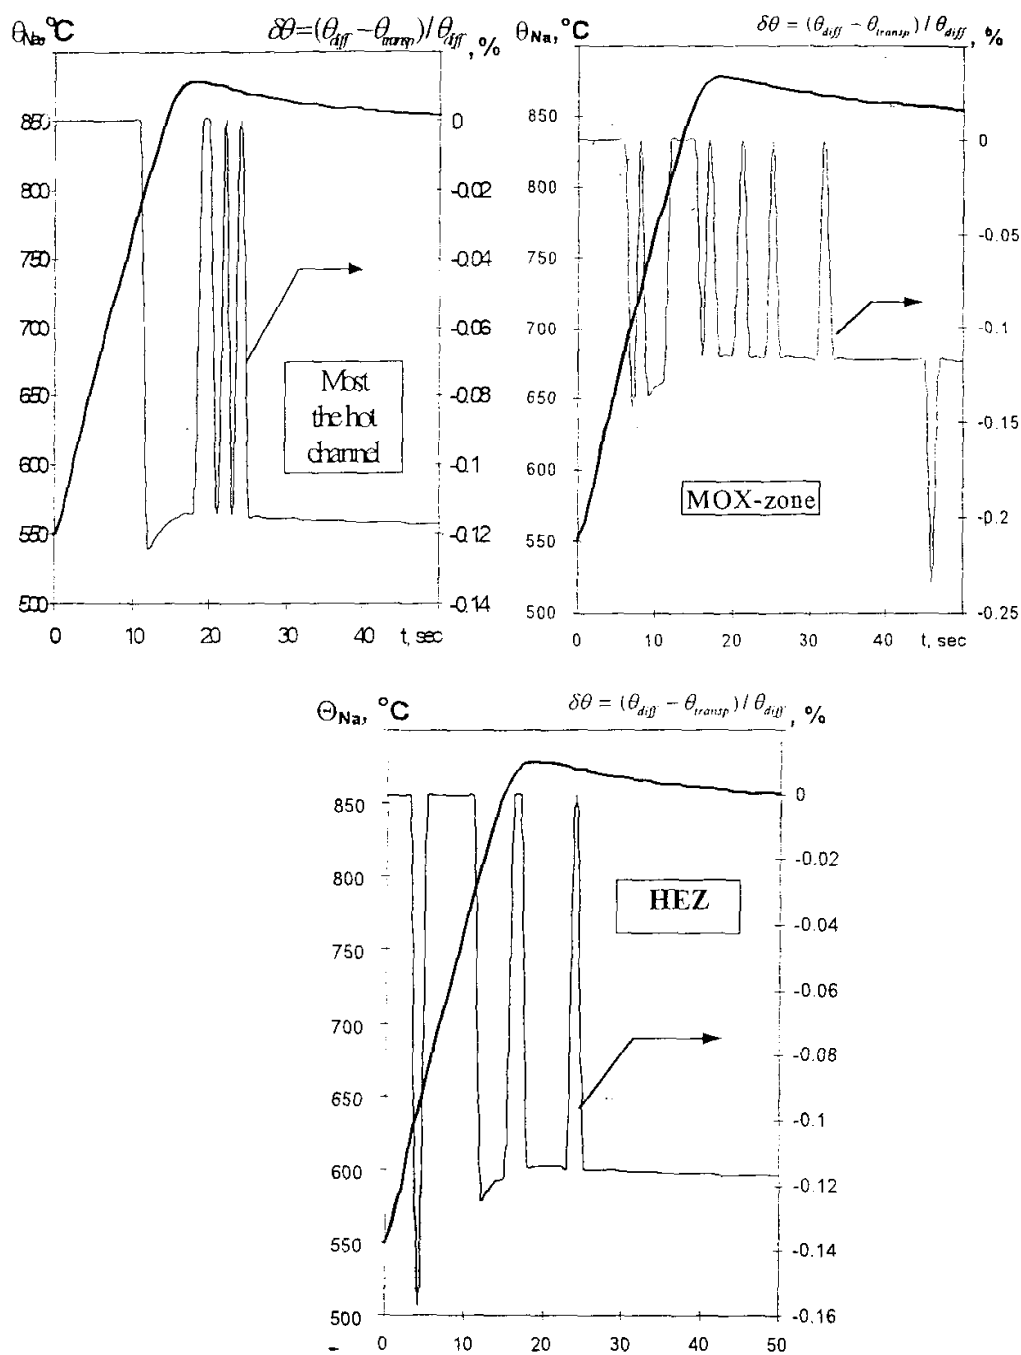 θNa, °C δθ=(θdiff−θtransp)/θdiff, %
850 0
800 -0.02
750 -0.04
700 -0.06
650 -0.08
600 -0.1
550 -0.12
500 -0.14
0 10 20 30 40 t, sec
Most
the hot
channel
θNa, °C δθ = (θdiff − θtransp) / θdiff, %
850 0
800 -0.05
750 -0.1
700 -0.15
650 -0.2
600 -0.25
550
500
0 10 20 30 40 t, sec
MOX-zone
ΘNa, °C δθ = (θdiff − θtransp) / θdiff, %
850 0
800 -0.02
750 -0.04
700 -0.06
650 -0.08
600 -0.1
550 -0.12
500 -0.14
-0.16
0 10 20 30 40 50
HEZ